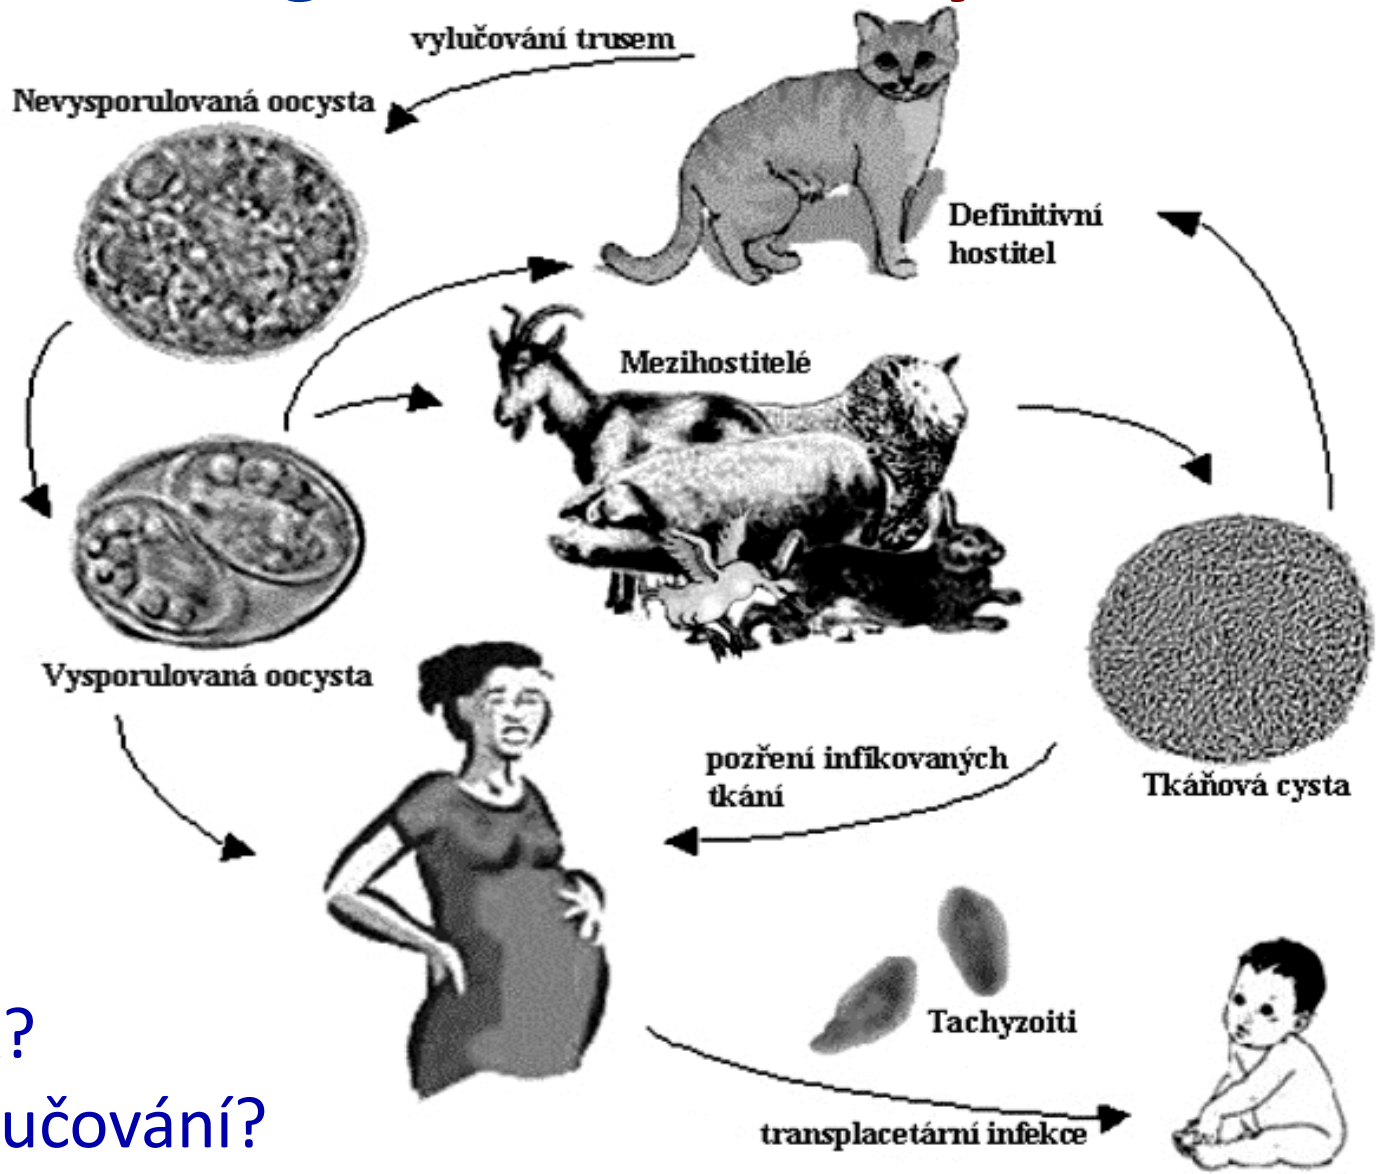 vylučování trusem
Nevysporulovaná oocysta
Definitivní
hostitel
Mezihostitelé
Vysporulovaná oocysta
pozření infikovaných
tkání
Tkáňová cysta
Tachyzoiti
transplacetární infekce
?
učování?